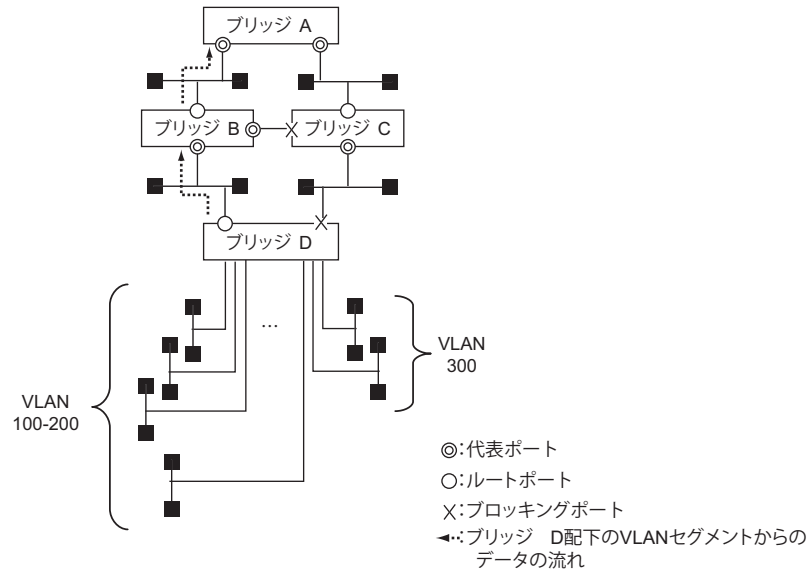 ブリッジ A
ブリッジ B
ブリッジ C
ブリッジ D
…
VLAN
300
VLAN
100-200
◎:代表ポート
○:ルートポート
×:ブロッキングポート
◄‥:ブリッジ D配下のVLANセグメントからの
データの流れ